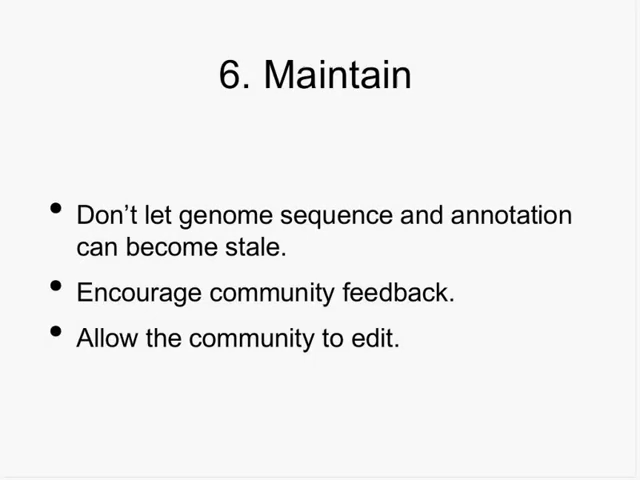 6. Maintain
• Don’t let genome sequence and annotation
can become stale.
• Encourage community feedback.
• Allow the community to edit.